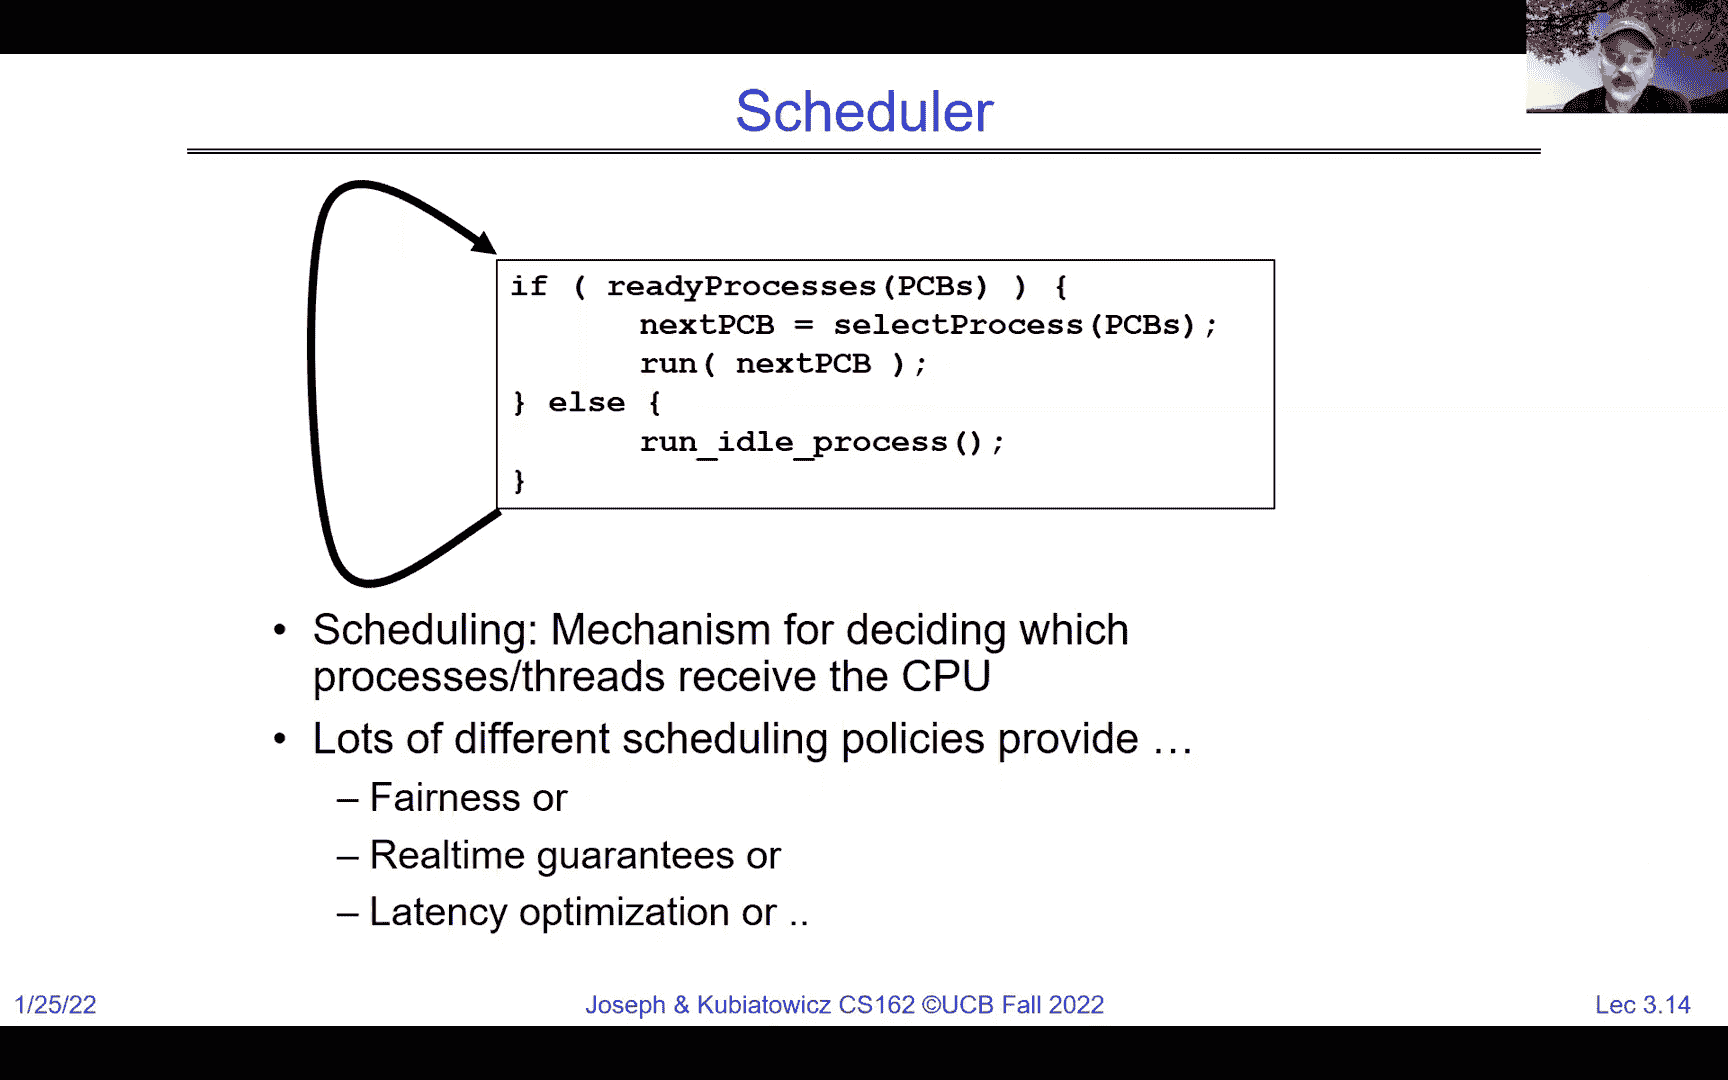 Scheduler
if ( readyProcesses(PCBs) ) {
nextPCB = selectProcess(PCBs);
run( nextPCB );
} else {
run_idle_process();
}
• Scheduling: Mechanism for deciding which
processes/threads receive the CPU
• Lots of different scheduling policies provide …
– Fairness or
– Realtime guarantees or
– Latency optimization or ..
1/25/22
Joseph & Kubiatowicz CS162 ©UCB Fall 2022
Lec 3.14